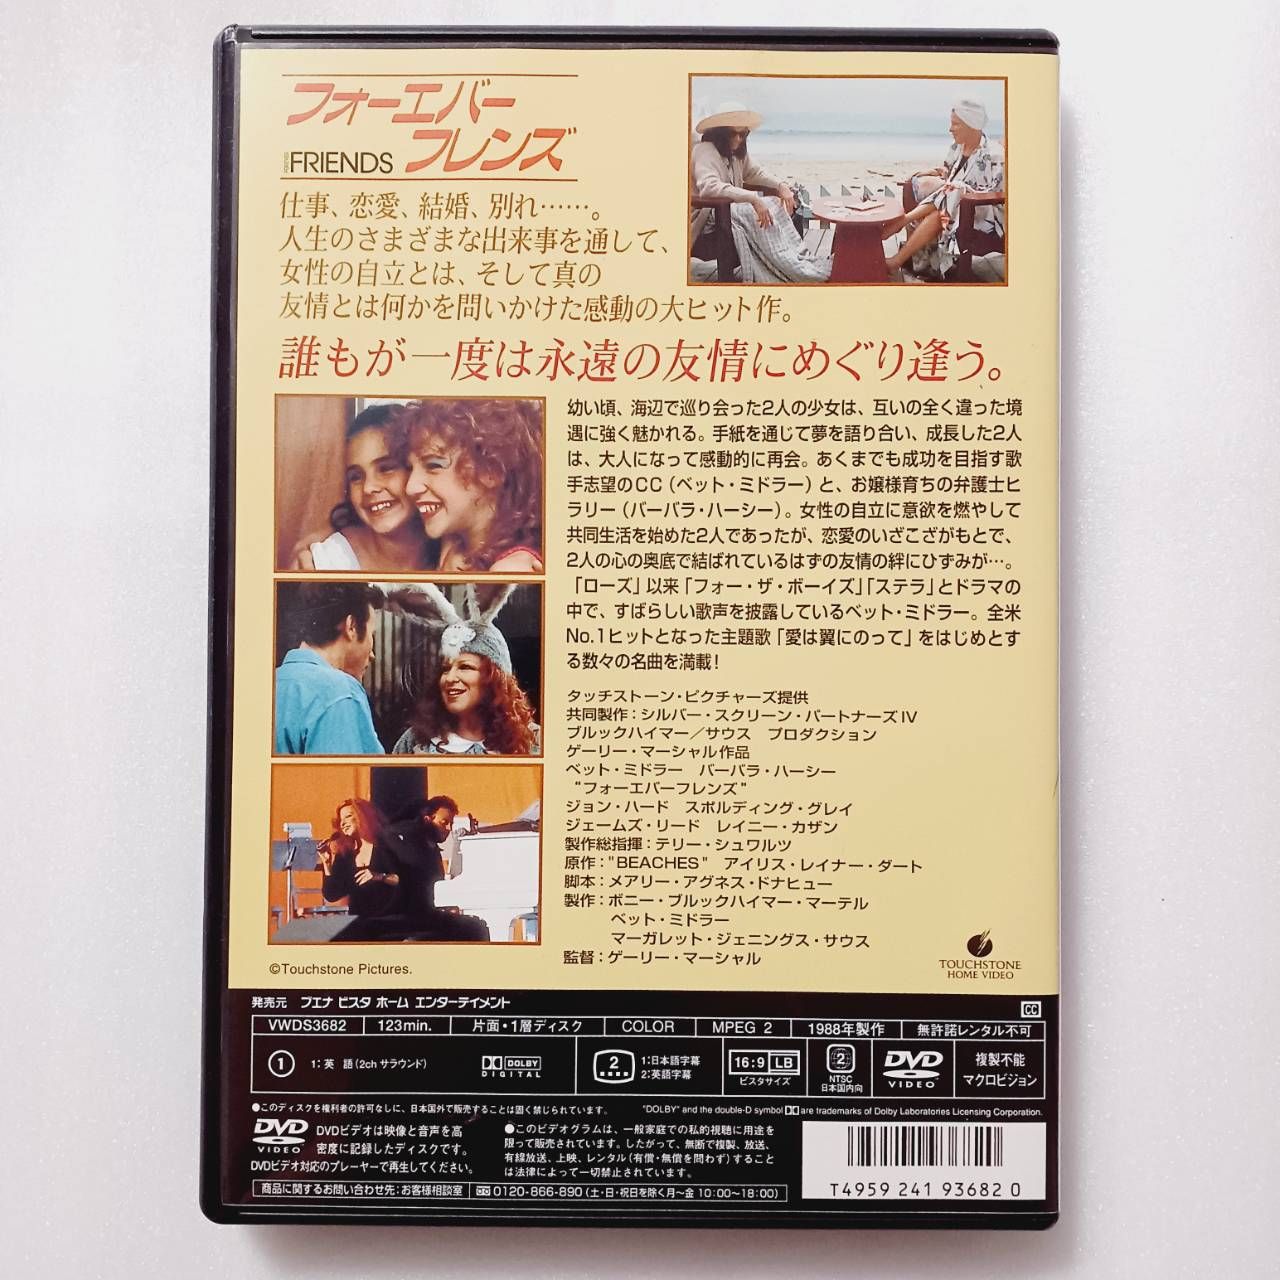 フォーエバー
フレンズ
FRIENDS
仕事、恋愛、結婚、別れ……。
人生のさまざまな出来事を通して、
女性の自立とは、そして真の
友情とは何かを問いかけた感動の大ヒット作。
誰もが一度は永遠の友情にめぐり逢う。
幼い頃、海辺で巡り会った2人の少女は、互いの全く違った境
遇に強く魅かれる。手紙を通じて夢を語り合い、成長した2人
は、大人になって感動的に再会。あくまでも成功を目指す歌
手志望のCC(ベット・ミドラー)と、お嬢様育ちの弁護士ヒ
ラリー(バーバラ・ハーシー)。女性の自立に意欲を燃やして
共同生活を始めた2人であったが、恋愛のいざこざがもとで、
2人の心の奥底で結ばれているはずの友情の絆にひずみが…。
「ローズ」以来「フォー・ザ・ボーイズ」「ステラ」とドラマの
中で、すばらしい歌声を披露しているベット・ミドラー。全米
No.1ヒットとなった主題歌「愛は翼にのって」をはじめとす
る数々の名曲を満載!
タッチストーン・ピクチャーズ提供
共同製作:シルバー・スクリーン・パートナーズIV
ブルックハイマー/サウス プロダクション
ゲーリー・マーシャル作品
ベット・ミドラー バーバラ・ハーシー
"フォーエバーフレンズ"
ジョン・ハード スポルディング・グレイ
ジェームズ・リード レイニー・カザン
製作総指揮:テリー・シュワルツ
原作:"BEACHES" アイリス・レイナー・ダート
脚本:メアリー・アグネス・ドナヒュー
製作:ボニー・ブルックハイマー・マーテル
ベット・ミドラー
マーガレット・ジェニングス・サウス
監督:ゲーリー・マーシャル
©Touchstone Pictures.
TOUCHSTONE
HOME VIDEO
発売元 ブエナ ビスタ ホーム エンターテイメント
CC
VWDS3682 123min. 片面・1層ディスク COLOR MPEG 2 1988年製作 無許諾レンタル不可
① 1:英 語(2ch サラウンド)
DOLBY
DIGITAL
2
1:日本語字幕
2:英語字幕
16:9 LB
ビスタサイズ
2
NTSC
日本国内向
DVD
VIDEO
複製不能
マクロビジョン
●このディスクを権利者の許可なしに、日本国外で販売することは固く禁じられています。
"DOLBY" and the double-D symbol are trademarks of Dolby Laboratories Licensing Corporation.
DVD
VIDEO
DVDビデオは映像と音声を高
密度に記録したディスクです。
DVDビデオ対応のプレーヤーで再生してください。
●このビデオグラムは、一般家庭での私的視聴に用途を
限って販売されています。したがって、無断で複製、放送、
有線放送、上映、レンタル(有償・無償を問わず)すること
は法律によって一切禁止されています。
商品に関するお問い合わせ先:お客様相談室 0120-866-890(土・日・祝日を除く月〜金 10:00〜18:00)
T4959 241 93682 0